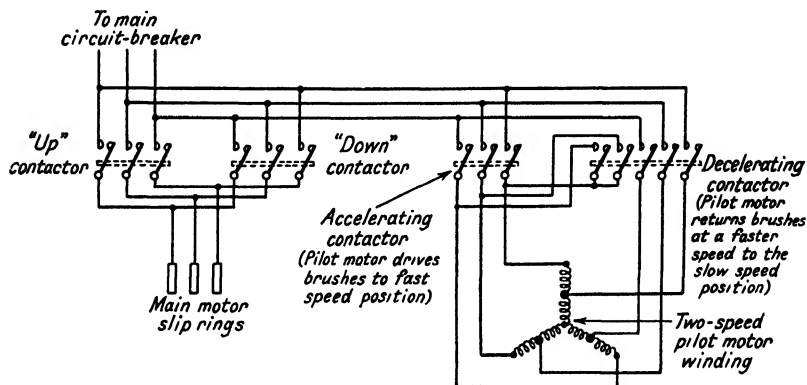 To main
circuit-breaker
"Up"
contactor
"Down"
contactor
Accelerating
contactor
(Pilot motor drives
brushes to fast
speed position)
Decelerating
contactor
(Pilot motor
returns brushes
at a faster
speed to the
slow speed
position)
Main motor
slip rings
Two-speed
pilot motor
winding